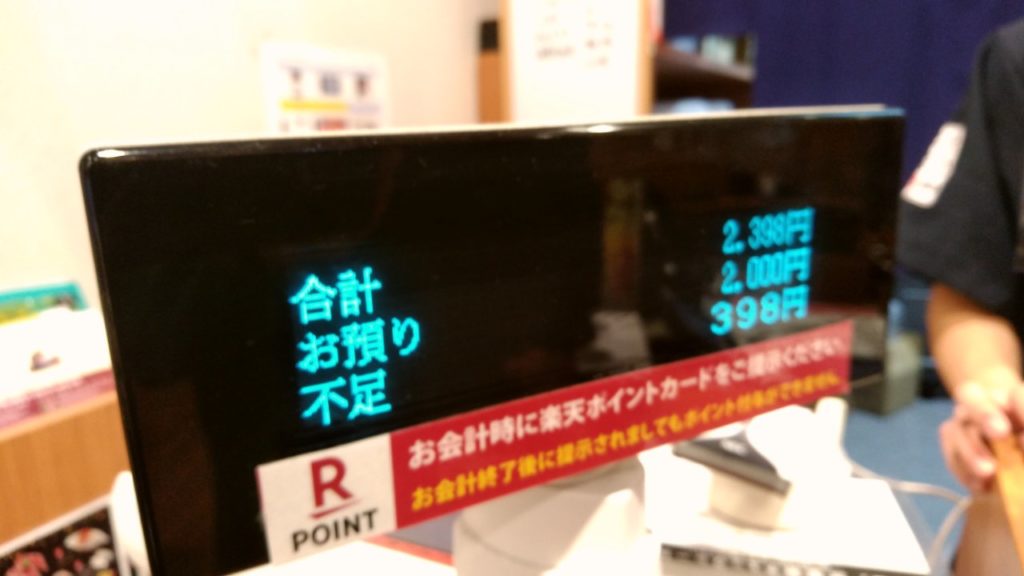 合計 2,398円
お預り 2,000円
不足 398円
R POINT
お会計時に楽天ポイントカードをご提示ください。
お会計終了後に提示されましてもポイント付与ができません。